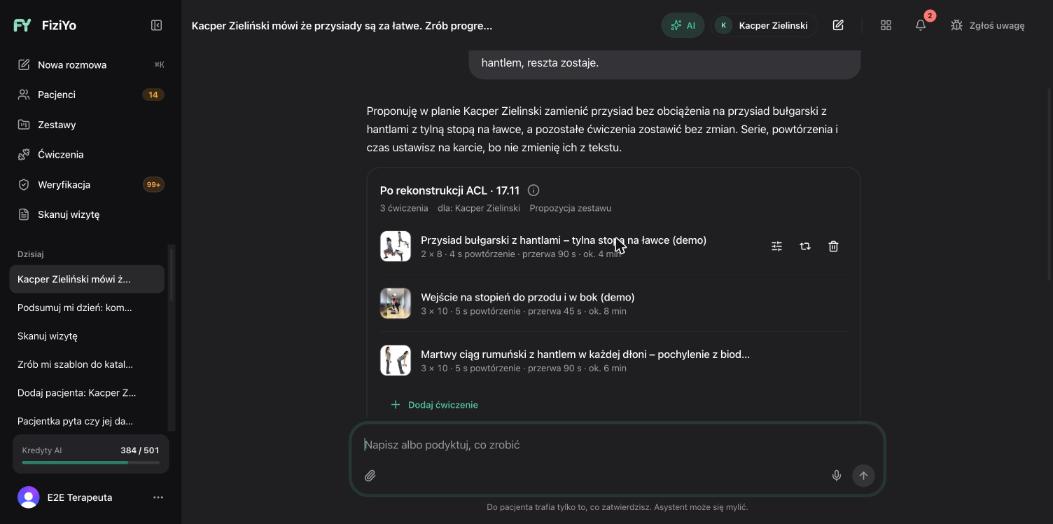 FY FiziYo
Nowa rozmowa ⌘K
Pacjenci 14
Zestawy
Ćwiczenia
Weryfikacja 99+
Skanuj wizytę
Dzisiaj
Kacper Zieliński mówi ż...
Podsumuj mi dzień: kom...
Skanuj wizytę
Zrób mi szablon do katal...
Dodaj pacjenta: Kacper Z...
Pacjentka pyta czy jej da...
Kredyty AI 384 / 501
E2E Terapeuta
Kacper Zieliński mówi że przysiady są za łatwe. Zrób progre...
AI
K Kacper Zielinski
2
Zgłoś uwagę
hantlem, reszta zostaje.
Proponuję w planie Kacper Zielinski zamienić przysiad bez obciążenia na przysiad bułgarski z
hantlami z tylną stopą na ławce, a pozostałe ćwiczenia zostawić bez zmian. Serie, powtórzenia i
czas ustawisz na karcie, bo nie zmienię ich z tekstu.
Po rekonstrukcji ACL · 17.11
3 ćwiczenia dla: Kacper Zielinski Propozycja zestawu
Przysiad bułgarski z hantlami – tylna stopa na ławce (demo)
2 × 8 · 4 s powtórzenie · przerwa 90 s · ok. 4 min
Wejście na stopień do przodu i w bok (demo)
3 × 10 · 5 s powtórzenie · przerwa 45 s · ok. 8 min
Martwy ciąg rumuński z hantlem w każdej dłoni – pochylenie z biod...
3 × 10 · 5 s powtórzenie · przerwa 90 s · ok. 6 min
+ Dodaj ćwiczenie
Napisz albo podyktuj, co zrobić
Do pacjenta trafia tylko to, co zatwierdzisz. Asystent może się mylić.